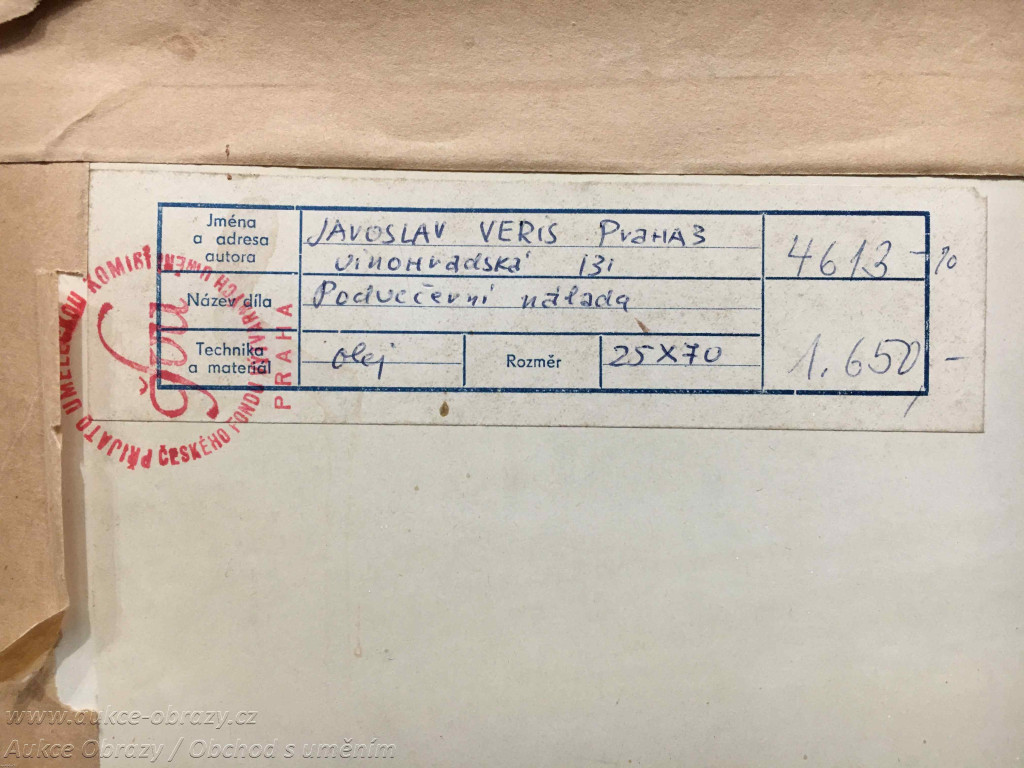 Jména
a adresa
autora
JAVOSLAV VERIS PRAHA 3
VINOHRADSKÁ 131
4613 -
Název díla
Podvečerní nálada
Technika
a materiál
olej
Rozměr
25X70
1.650,-
PŘIJATO UMĚLECKOU KOMISÍ
ČESKÉHO FONDU VÝTVARNÝCH UMĚNÍ
PRAHA
www.aukce-obrazy.cz
Aukce Obrázy / Obchod s uměním